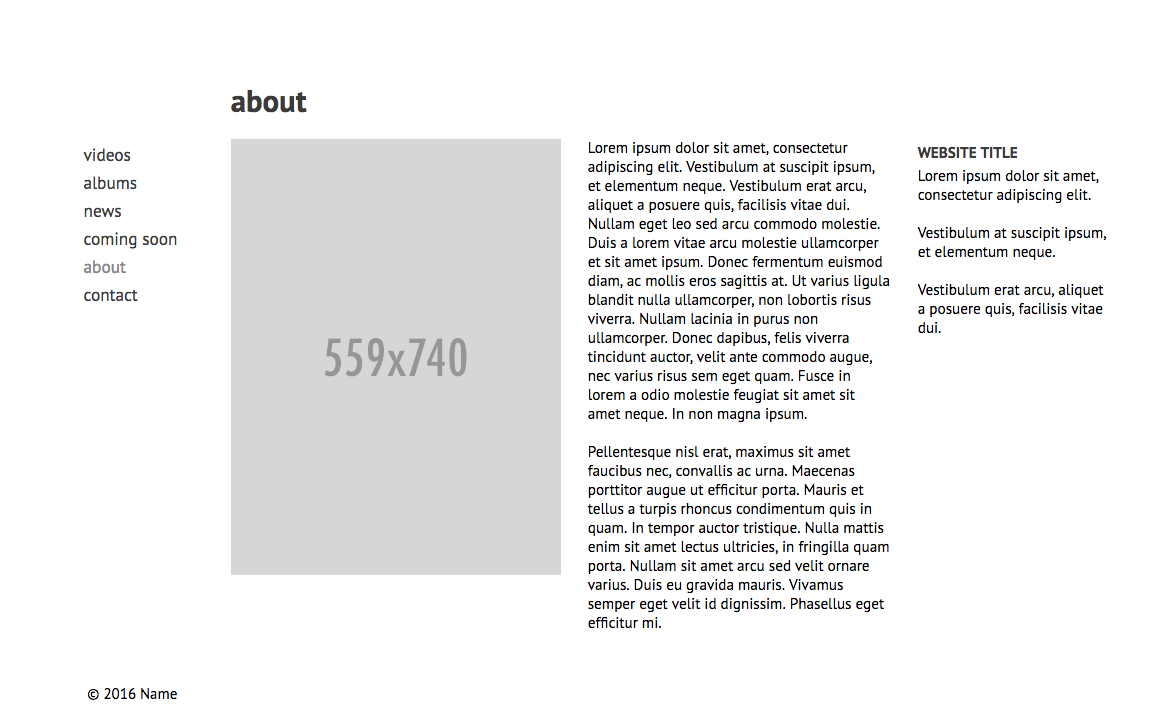 about
videos
albums
news
coming soon
about
contact
559x740
Lorem ipsum dolor sit amet, consectetur
adipiscing elit. Vestibulum at suscipit ipsum,
et elementum neque. Vestibulum erat arcu,
aliquet a posuere quis, facilisis vitae dui.
Nullam eget leo sed arcu commodo molestie.
Duis a lorem vitae arcu molestie ullamcorper
et sit amet ipsum. Donec fermentum euismod
diam, ac mollis eros sagittis at. Ut varius ligula
blandit nulla ullamcorper, non lobortis risus
viverra. Nullam lacinia in purus non
ullamcorper. Donec dapibus, felis viverra
tincidunt auctor, velit ante commodo augue,
nec varius risus sem eget quam. Fusce in
lorem a odio molestie feugiat sit amet sit
amet neque. In non magna ipsum.
Pellentesque nisl erat, maximus sit amet
faucibus nec, convallis ac urna. Maecenas
porttitor augue ut efficitur porta. Mauris et
tellus a turpis rhoncus condimentum quis in
quam. In tempor auctor tristique. Nulla mattis
enim sit amet lectus ultricies, in fringilla quam
porta. Nullam sit amet arcu sed velit ornare
varius. Duis eu gravida mauris. Vivamus
semper eget velit id dignissim. Phasellus eget
efficitur mi.
WEBSITE TITLE
Lorem ipsum dolor sit amet,
consectetur adipiscing elit.
Vestibulum at suscipit ipsum,
et elementum neque.
Vestibulum erat arcu, aliquet
a posuere quis, facilisis vitae
dui.
© 2016 Name